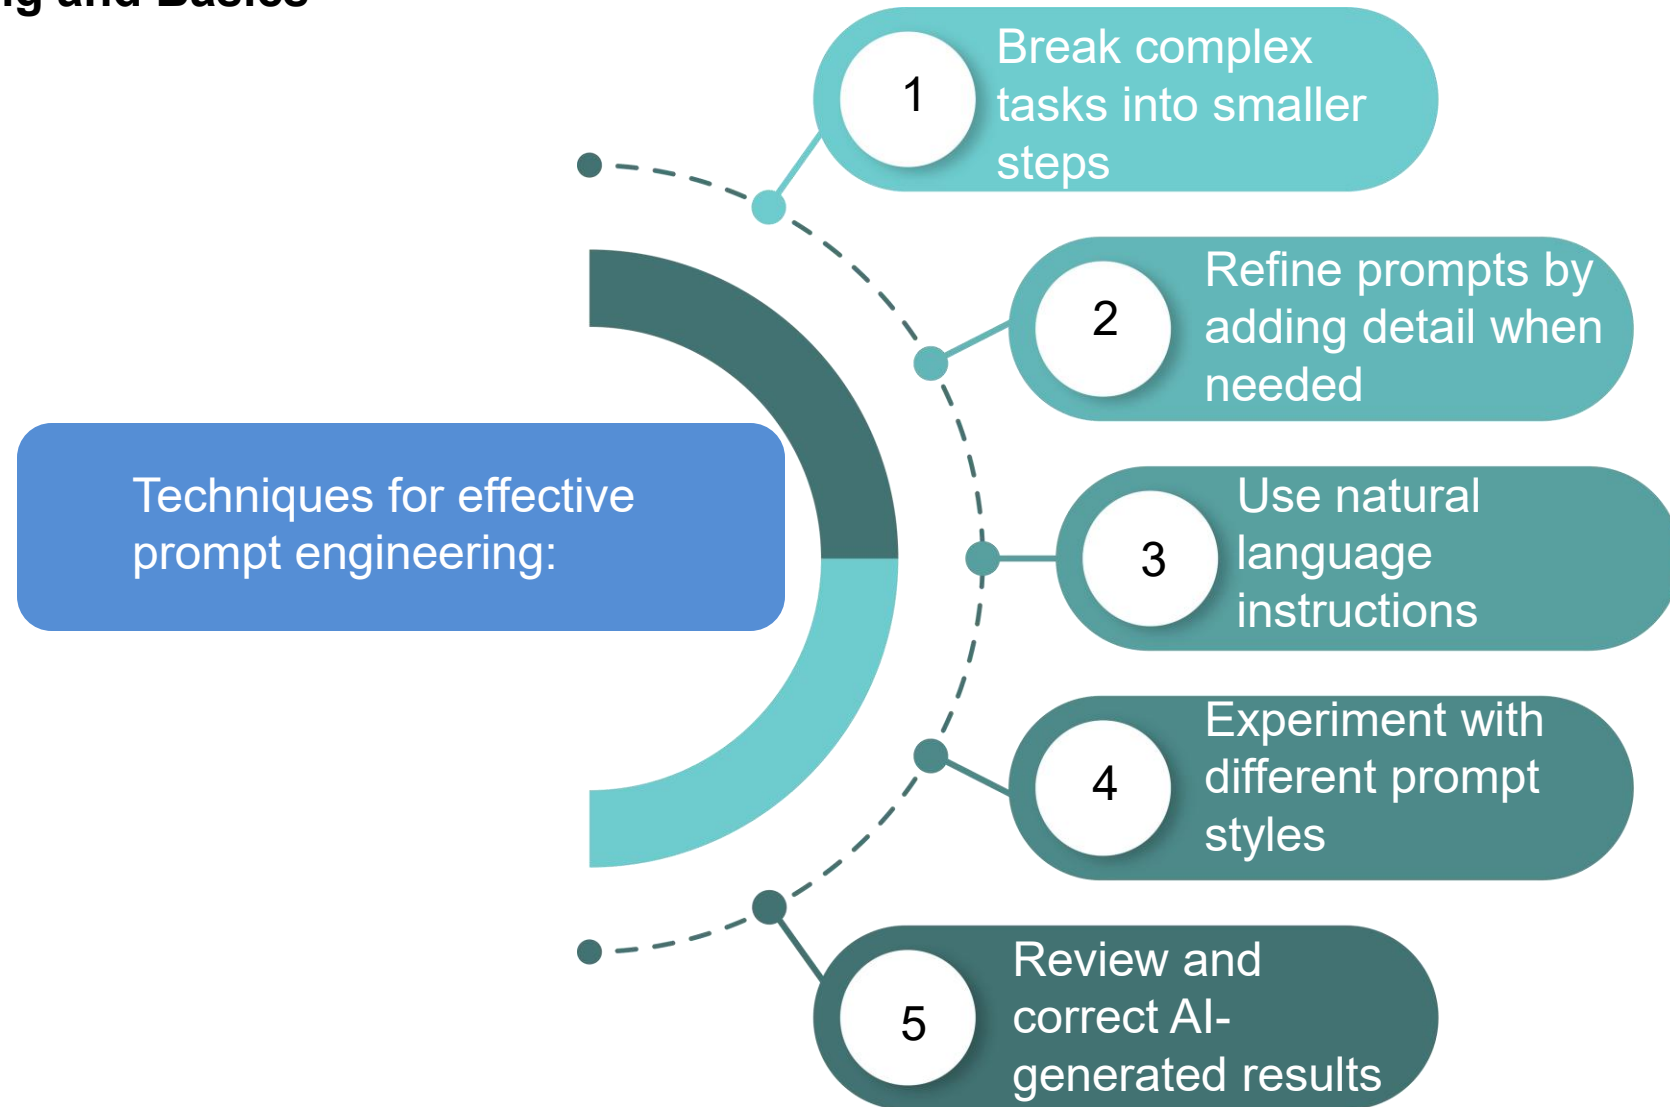 and Basics
1
Break complex
tasks into smaller
steps
2
Refine prompts by
adding detail when
needed
Techniques for effective
prompt engineering:
3
Use natural
language
instructions
4
Experiment with
different prompt
styles
5
Review and
correct AI-
generated results